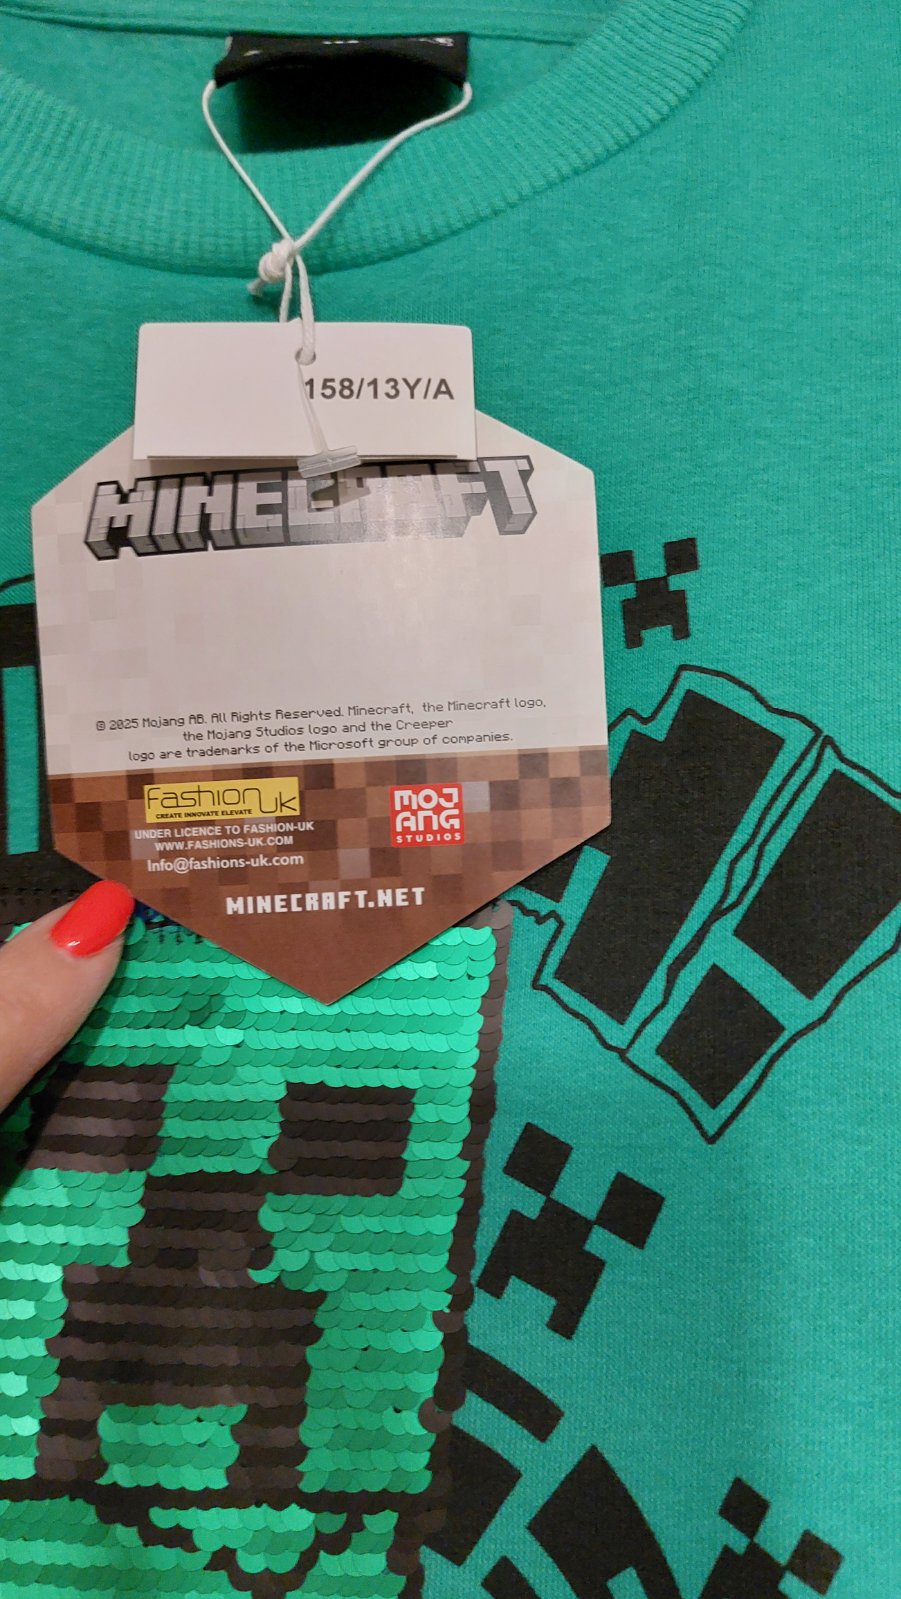 158/13Y/A
MINECRAFT
© 2025 Mojang AB. All Rights Reserved. Minecraft, the Minecraft logo,
the Mojang Studios logo and the Creeper
logo are trademarks of the Microsoft group of companies.
Fashion UK
CREATE INNOVATE ELEVATE
UNDER LICENCE TO FASHION-UK
WWW.FASHIONS-UK.COM
Info@fashions-uk.com
MOJ
ANG
STUDIOS
MINECRAFT.NET